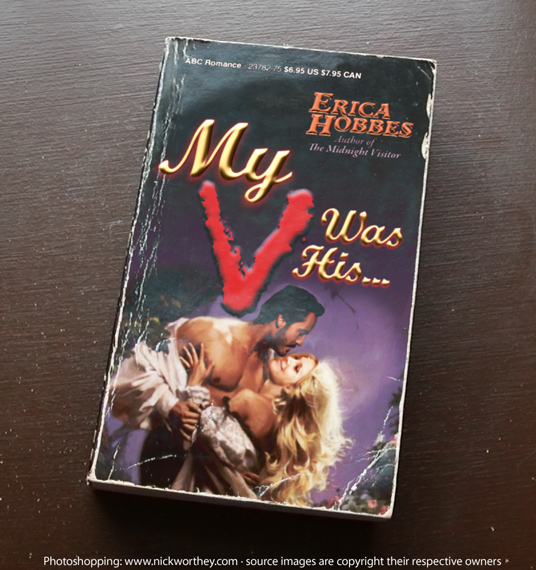 ABC Romance 23782-75 $6.95 US $7.95 CAN
ERICA
HOBBES
Author of
The Midnight Visitor
My
V
Was
His...
Photoshopping: www.nickworthey.com · source images are copyright their respective owners